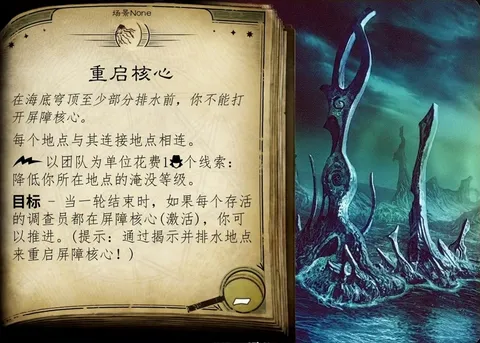 场景None
重启核心
在海底穹顶至少部分排水前，你不能打
开屏障核心。
每个地点与其连接地点相连。
以团队为单位花费1个线索：
降低你所在地点的淹没等级。
目标 - 当一轮结束时，如果每个存活
的调查员都在屏障核心(激活)，你可
以推进。(提示：通过揭示并排水地点
来重启屏障核心！)